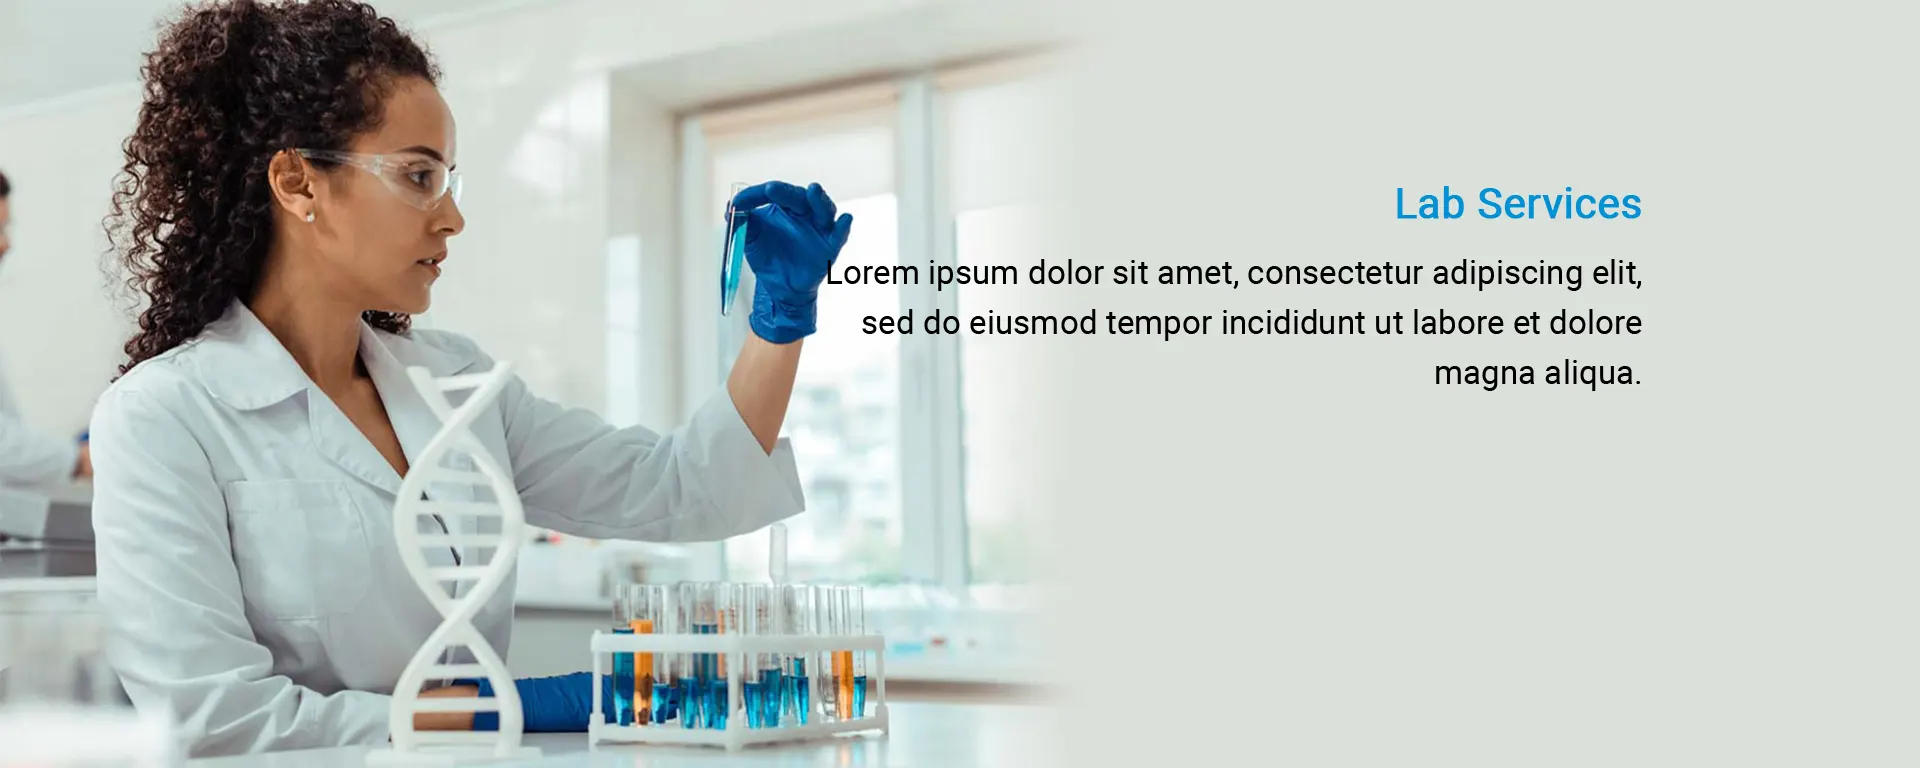 Lab Services
Lorem ipsum dolor sit amet, consectetur adipiscing elit,
sed do eiusmod tempor incididunt ut labore et dolore
magna aliqua.